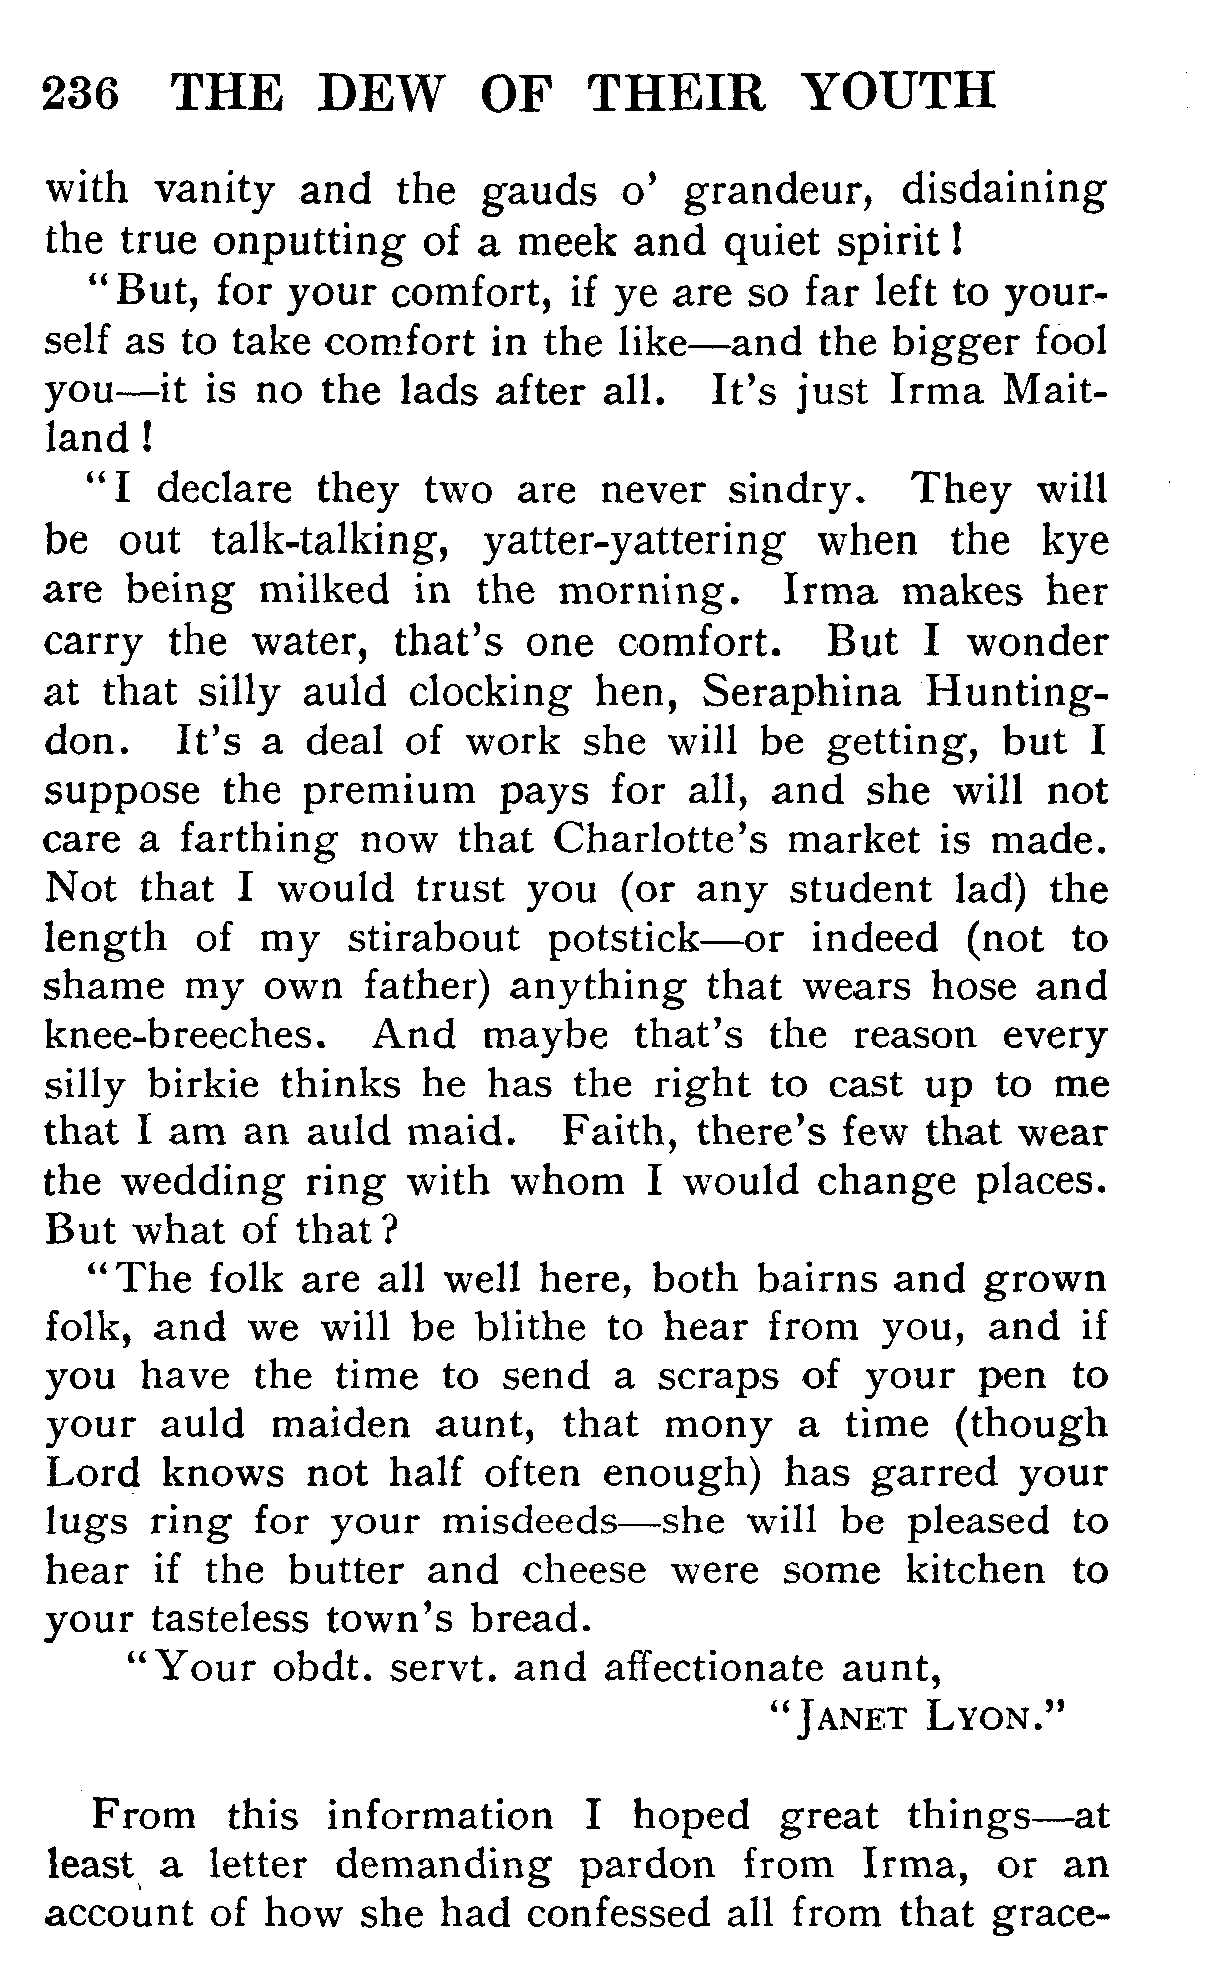 236 THE DEW OF THEIR YOUTH
with vanity and the gauds o' grandeur, disdaining
the true onputting of a meek and quiet spirit!
"But, for your comfort, if ye are so far left to your-
self as to take comfort in the like—and the bigger fool
you—it is no the lads after all. It's just Irma Mait-
land!
"I declare they two are never sindry. They will
be out talk-talking, yatter-yattering when the kye
are being milked in the morning. Irma makes her
carry the water, that's one comfort. But I wonder
at that silly auld clocking hen, Seraphina Hunting-
don. It's a deal of work she will be getting, but I
suppose the premium pays for all, and she will not
care a farthing now that Charlotte's market is made.
Not that I would trust you (or any student lad) the
length of my stirabout potstick—or indeed (not to
shame my own father) anything that wears hose and
knee-breeches. And maybe that's the reason every
silly birkie thinks he has the right to cast up to me
that I am an auld maid. Faith, there's few that wear
the wedding ring with whom I would change places.
But what of that?
"The folk are all well here, both bairns and grown
folk, and we will be blithe to hear from you, and if
you have the time to send a scraps of your pen to
your auld maiden aunt, that mony a time (though
Lord knows not half often enough) has garred your
lugs ring for your misdeeds—she will be pleased to
hear if the butter and cheese were some kitchen to
your tasteless town's bread.
"Your obdt. servt. and affectionate aunt,
"JANET LYON."
From this information I hoped great things—at
least a letter demanding pardon from Irma, or an
account of how she had confessed all from that grace-